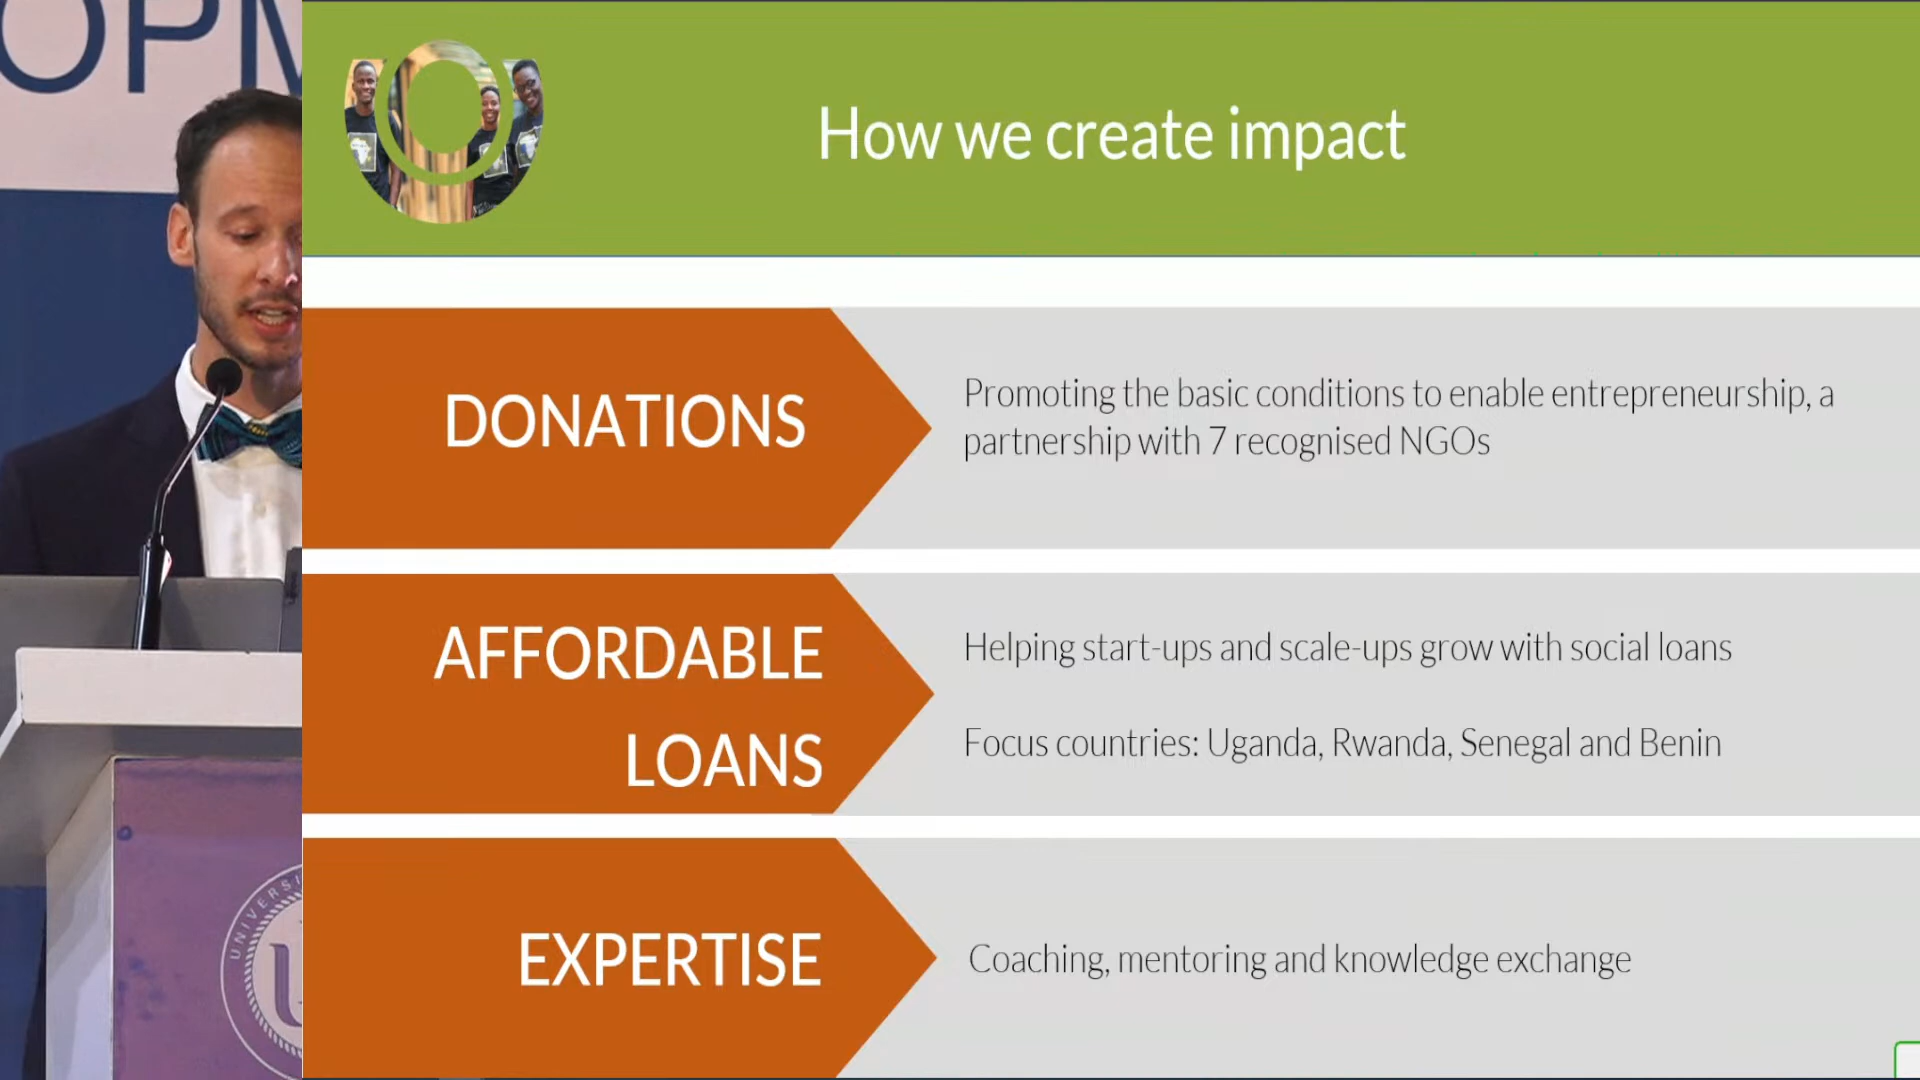 OPM
How we create impact
DONATIONS
Promoting the basic conditions to enable entrepreneurship, a
partnership with 7 recognised NGOs
AFFORDABLE
LOANS
Helping start-ups and scale-ups grow with social loans
Focus countries: Uganda, Rwanda, Senegal and Benin
EXPERTISE
Coaching, mentoring and knowledge exchange
UNIVERSI